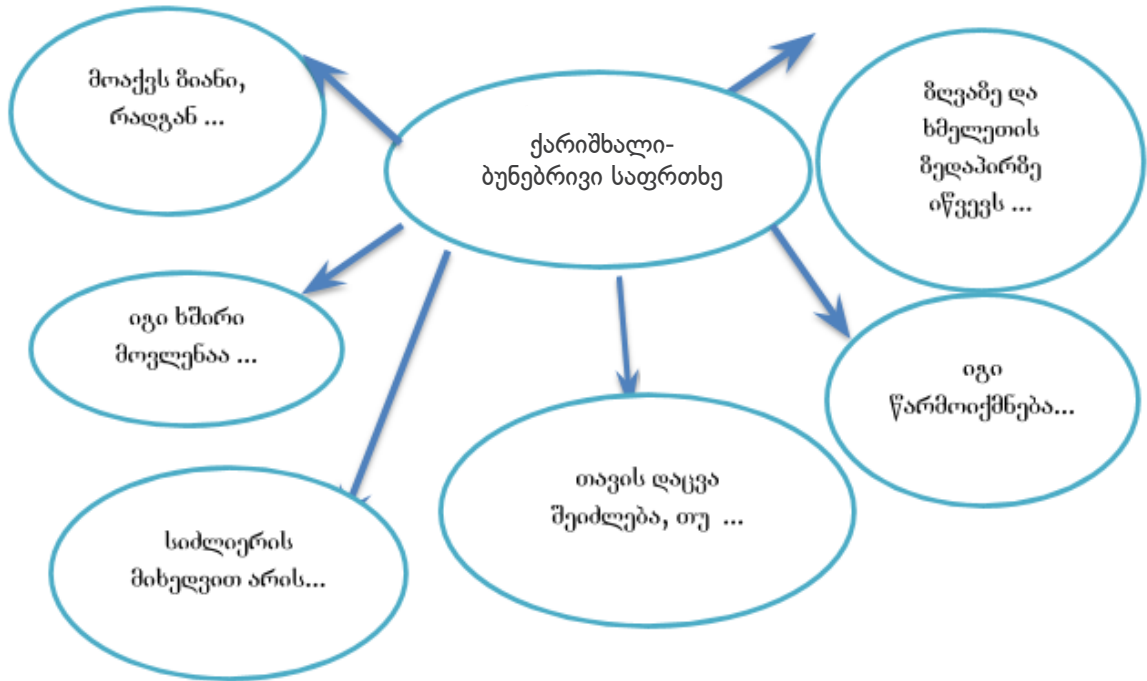 მოაქვს ზიანი,
რადგან ...
ქარიშხალი-
ბუნებრივი საფრთხე
ზღვაზე და
ხმელეთის
ზედაპირზე
იწვევს ...
იგი ხშირი
მოვლენაა ...
იგი
წარმოიქმნება...
თავის დაცვა
შეიძლება, თუ ...
სიძლიერის
მიხედვით არის...